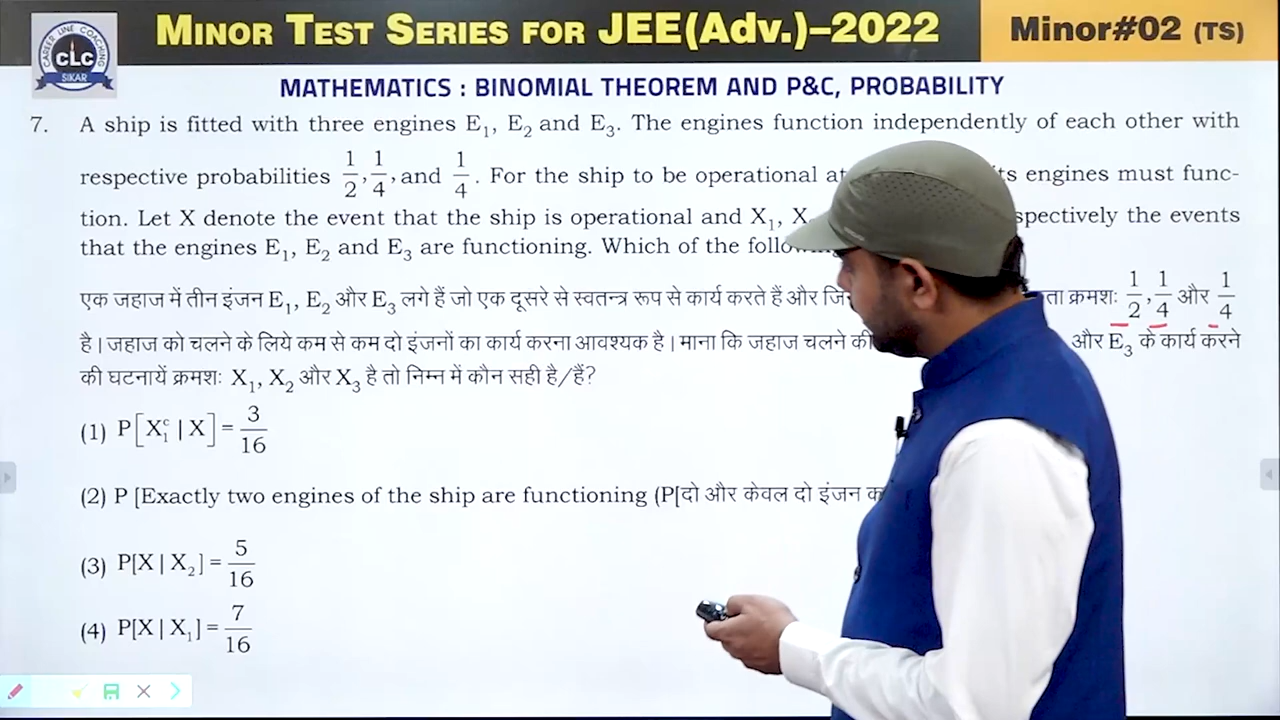 CAREER LINE COACHING
CLC
SIKAR
MINOR TEST SERIES FOR JEE(Adv.)–2022
Minor#02 (TS)
MATHEMATICS : BINOMIAL THEOREM AND P&C, PROBABILITY
7. A ship is fitted with three engines E₁, E₂ and E₃. The engines function independently of each other with
respective probabilities 1/2, 1/4, and 1/4. For the ship to be operational at its engines must func-
tion. Let X denote the event that the ship is operational and X₁, X spectively the events
that the engines E₁, E₂ and E₃ are functioning. Which of the
एक जहाज में तीन इंजन E₁, E₂ और E₃ लगे हैं जो एक दूसरे से स्वतन्त्र रूप से कार्य करते हैं और ता क्रमशः 1/2, 1/4 और 1/4
है। जहाज को चलने के लिये कम से कम दो इंजनों का कार्य करना आवश्यक है। माना कि जहाज चलने की और E₃ के कार्य करने
की घटनायें क्रमशः X₁, X₂ और X₃ है तो निम्न में कौन सही है/हैं?
(1) P[X₁ᶜ | X] = 3/16
(2) P [Exactly two engines of the ship are functioning (P[दो और केवल दो इंजन
(3) P[X | X₂] = 5/16
(4) P[X | X₁] = 7/16